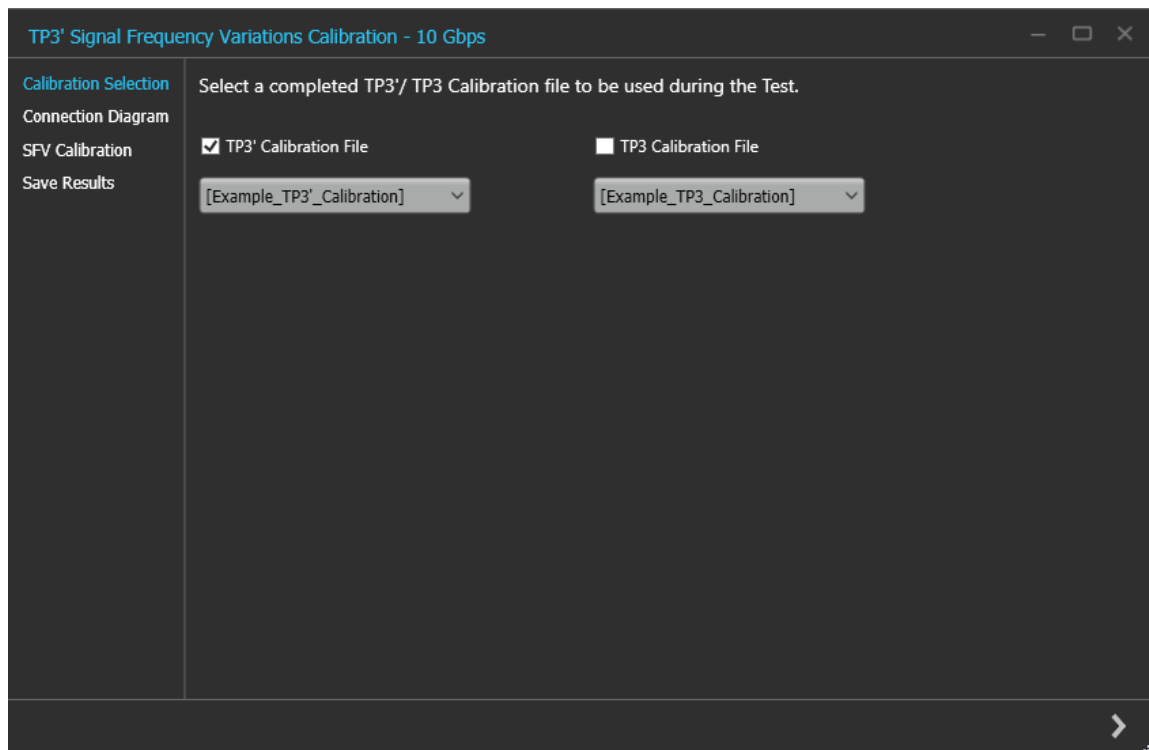 TP3' Signal Frequency Variations Calibration - 10 Gbps
Calibration Selection
Connection Diagram
SFV Calibration
Save Results
Select a completed TP3'/ TP3 Calibration file to be used during the Test.
TP3' Calibration File
[Example_TP3'_Calibration]
TP3 Calibration File
[Example_TP3_Calibration]